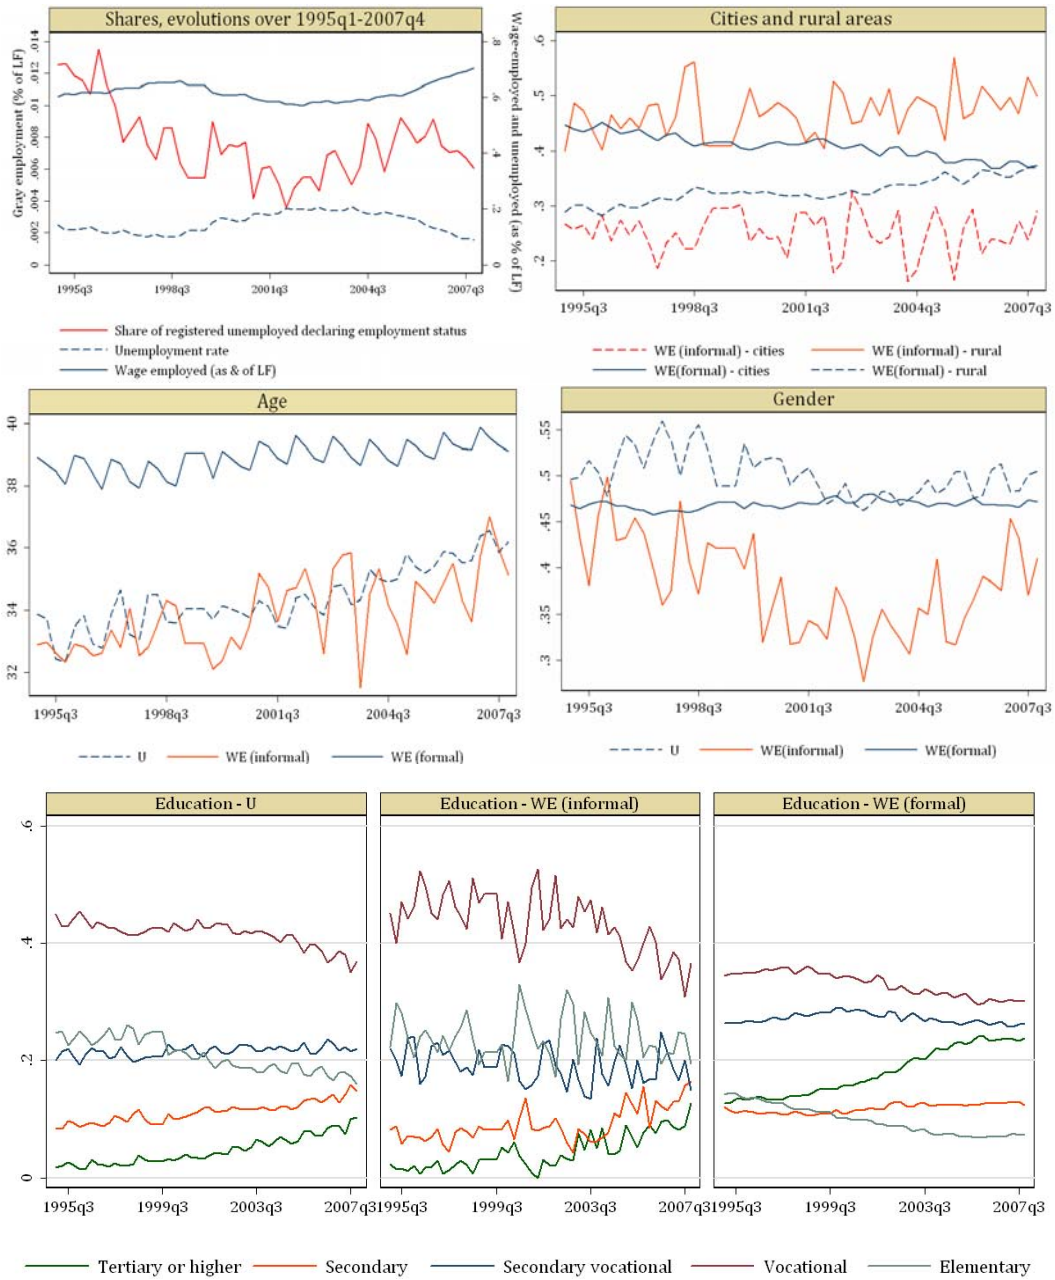 Shares, evolutions over 1995q1-2007q4
Gray employment (% of LF)
.014
.012
.01
.008
.006
.004
.002
0
.8
.6
.4
.2
0
Wage-employed and unemployed (as % of LF)
1995q3 1998q3 2001q3 2004q3 2007q3
Share of registered unemployed declaring employment status
Unemployment rate
Wage employed (as & of LF)
Cities and rural areas
.6
.5
.4
.3
.2
1995q3 1998q3 2001q3 2004q3 2007q3
WE (informal) - cities WE (informal) - rural
WE(formal) - cities WE(formal) - rural
Age
40
38
36
34
32
1995q3 1998q3 2001q3 2004q3 2007q3
U WE (informal) WE (formal)
Gender
.55
.5
.45
.4
.35
.3
1995q3 1998q3 2001q3 2004q3 2007q3
U WE(informal) WE(formal)
Education - U Education - WE (informal) Education - WE (formal)
.6
.4
.2
0
1995q3 1999q3 2003q3 2007q3 1995q3 1999q3 2003q3 2007q3 1995q3 1999q3 2003q3 2007q3
Tertiary or higher Secondary Secondary vocational Vocational Elementary